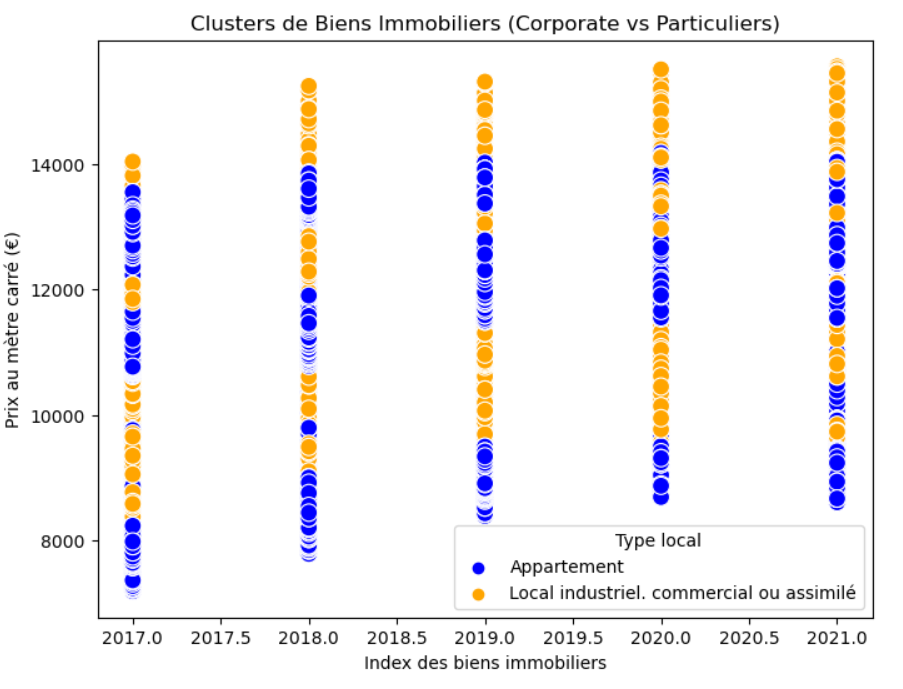 Clusters de Biens Immobiliers (Corporate vs Particuliers)
Prix au mètre carré (€)
14000
12000
10000
8000
Type local
Appartement
Local industriel. commercial ou assimilé
2017.0 2017.5 2018.0 2018.5 2019.0 2019.5 2020.0 2020.5 2021.0
Index des biens immobiliers